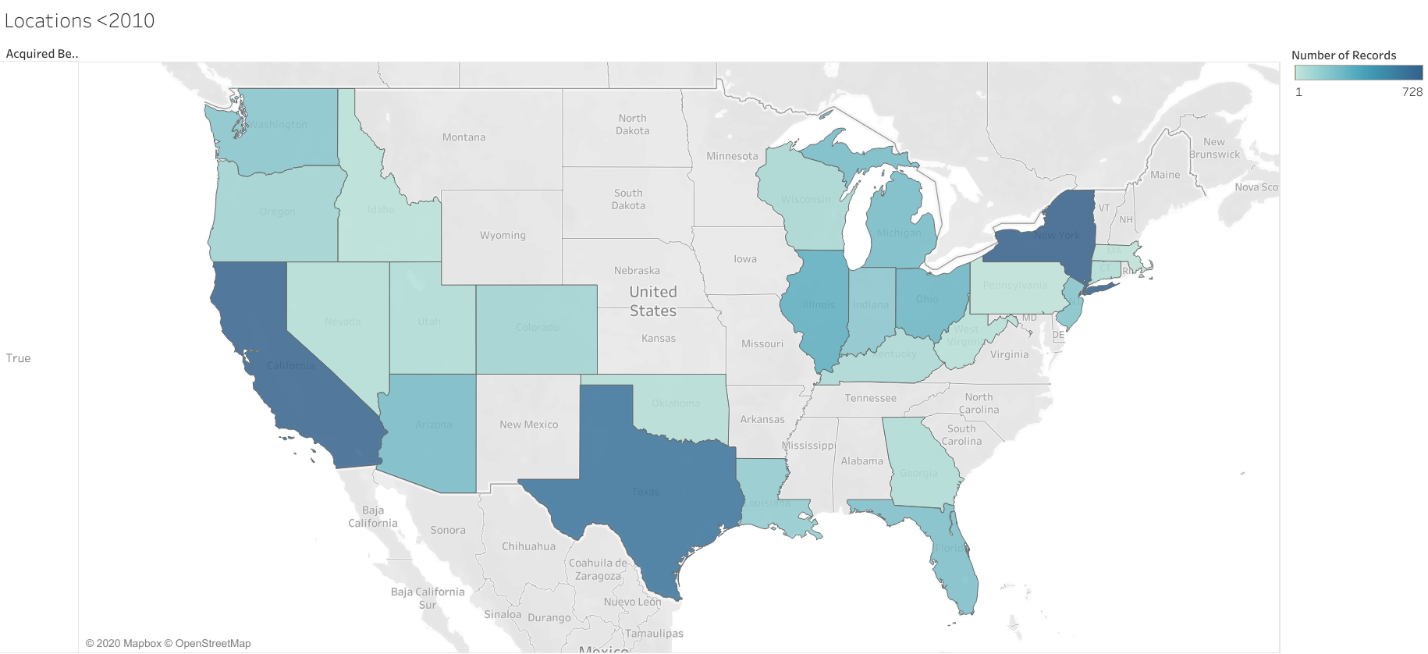 Locations <2010
Acquired Be..
Number of Records
1
728
True
Washington
Montana
North
Dakota
Minnesota
Oregon
Idaho
South
Dakota
Wisconsin
Michigan
Wyoming
Iowa
Nebraska
New York
VT
NH
Maine
New
Brunswick
Nova Sco
MA
CT
RI
Nevada
Utah
Colorado
United
States
Kansas
Missouri
Illinois
Indiana
Ohio
Pennsylvania
MD
DE
West
Virginia
Virginia
Kentucky
California
Arizona
New Mexico
Oklahoma
Arkansas
Tennessee
North
Carolina
South
Carolina
Mississippi
Alabama
Georgia
Texas
Louisiana
Florida
Baja
California
Sonora
Chihuahua
Coahuila de
Zaragoza
Baja California
Sur
Sinaloa
Durango
Nuevo León
Tamaulipas
Mexico
© 2020 Mapbox © OpenStreetMap